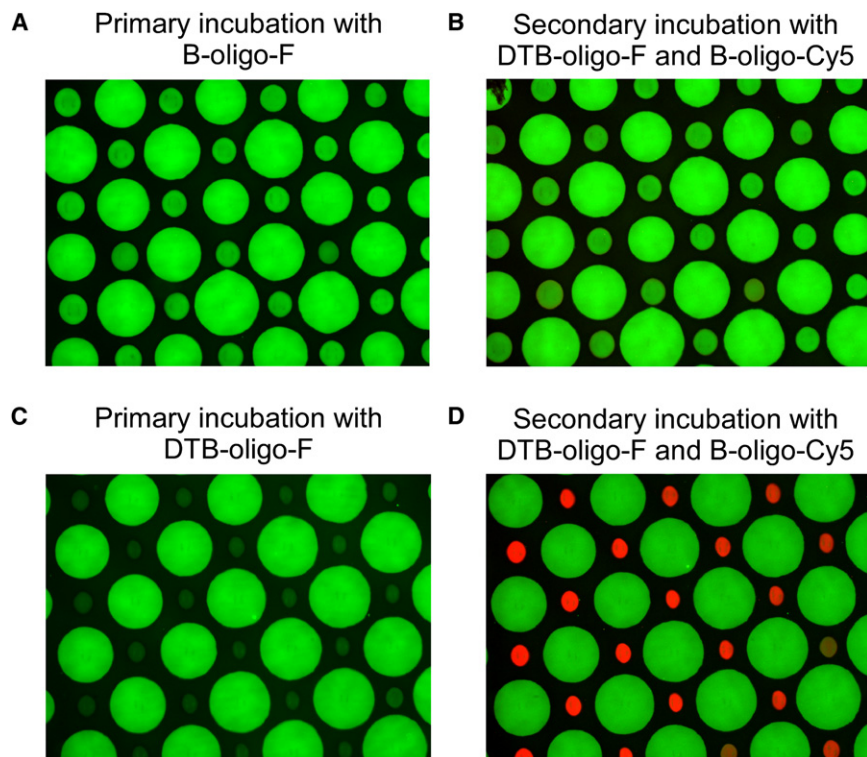 A
Primary incubation with
B-oligo-F
B
Secondary incubation with
DTB-oligo-F and B-oligo-Cy5
C
Primary incubation with
DTB-oligo-F
D
Secondary incubation with
DTB-oligo-F and B-oligo-Cy5